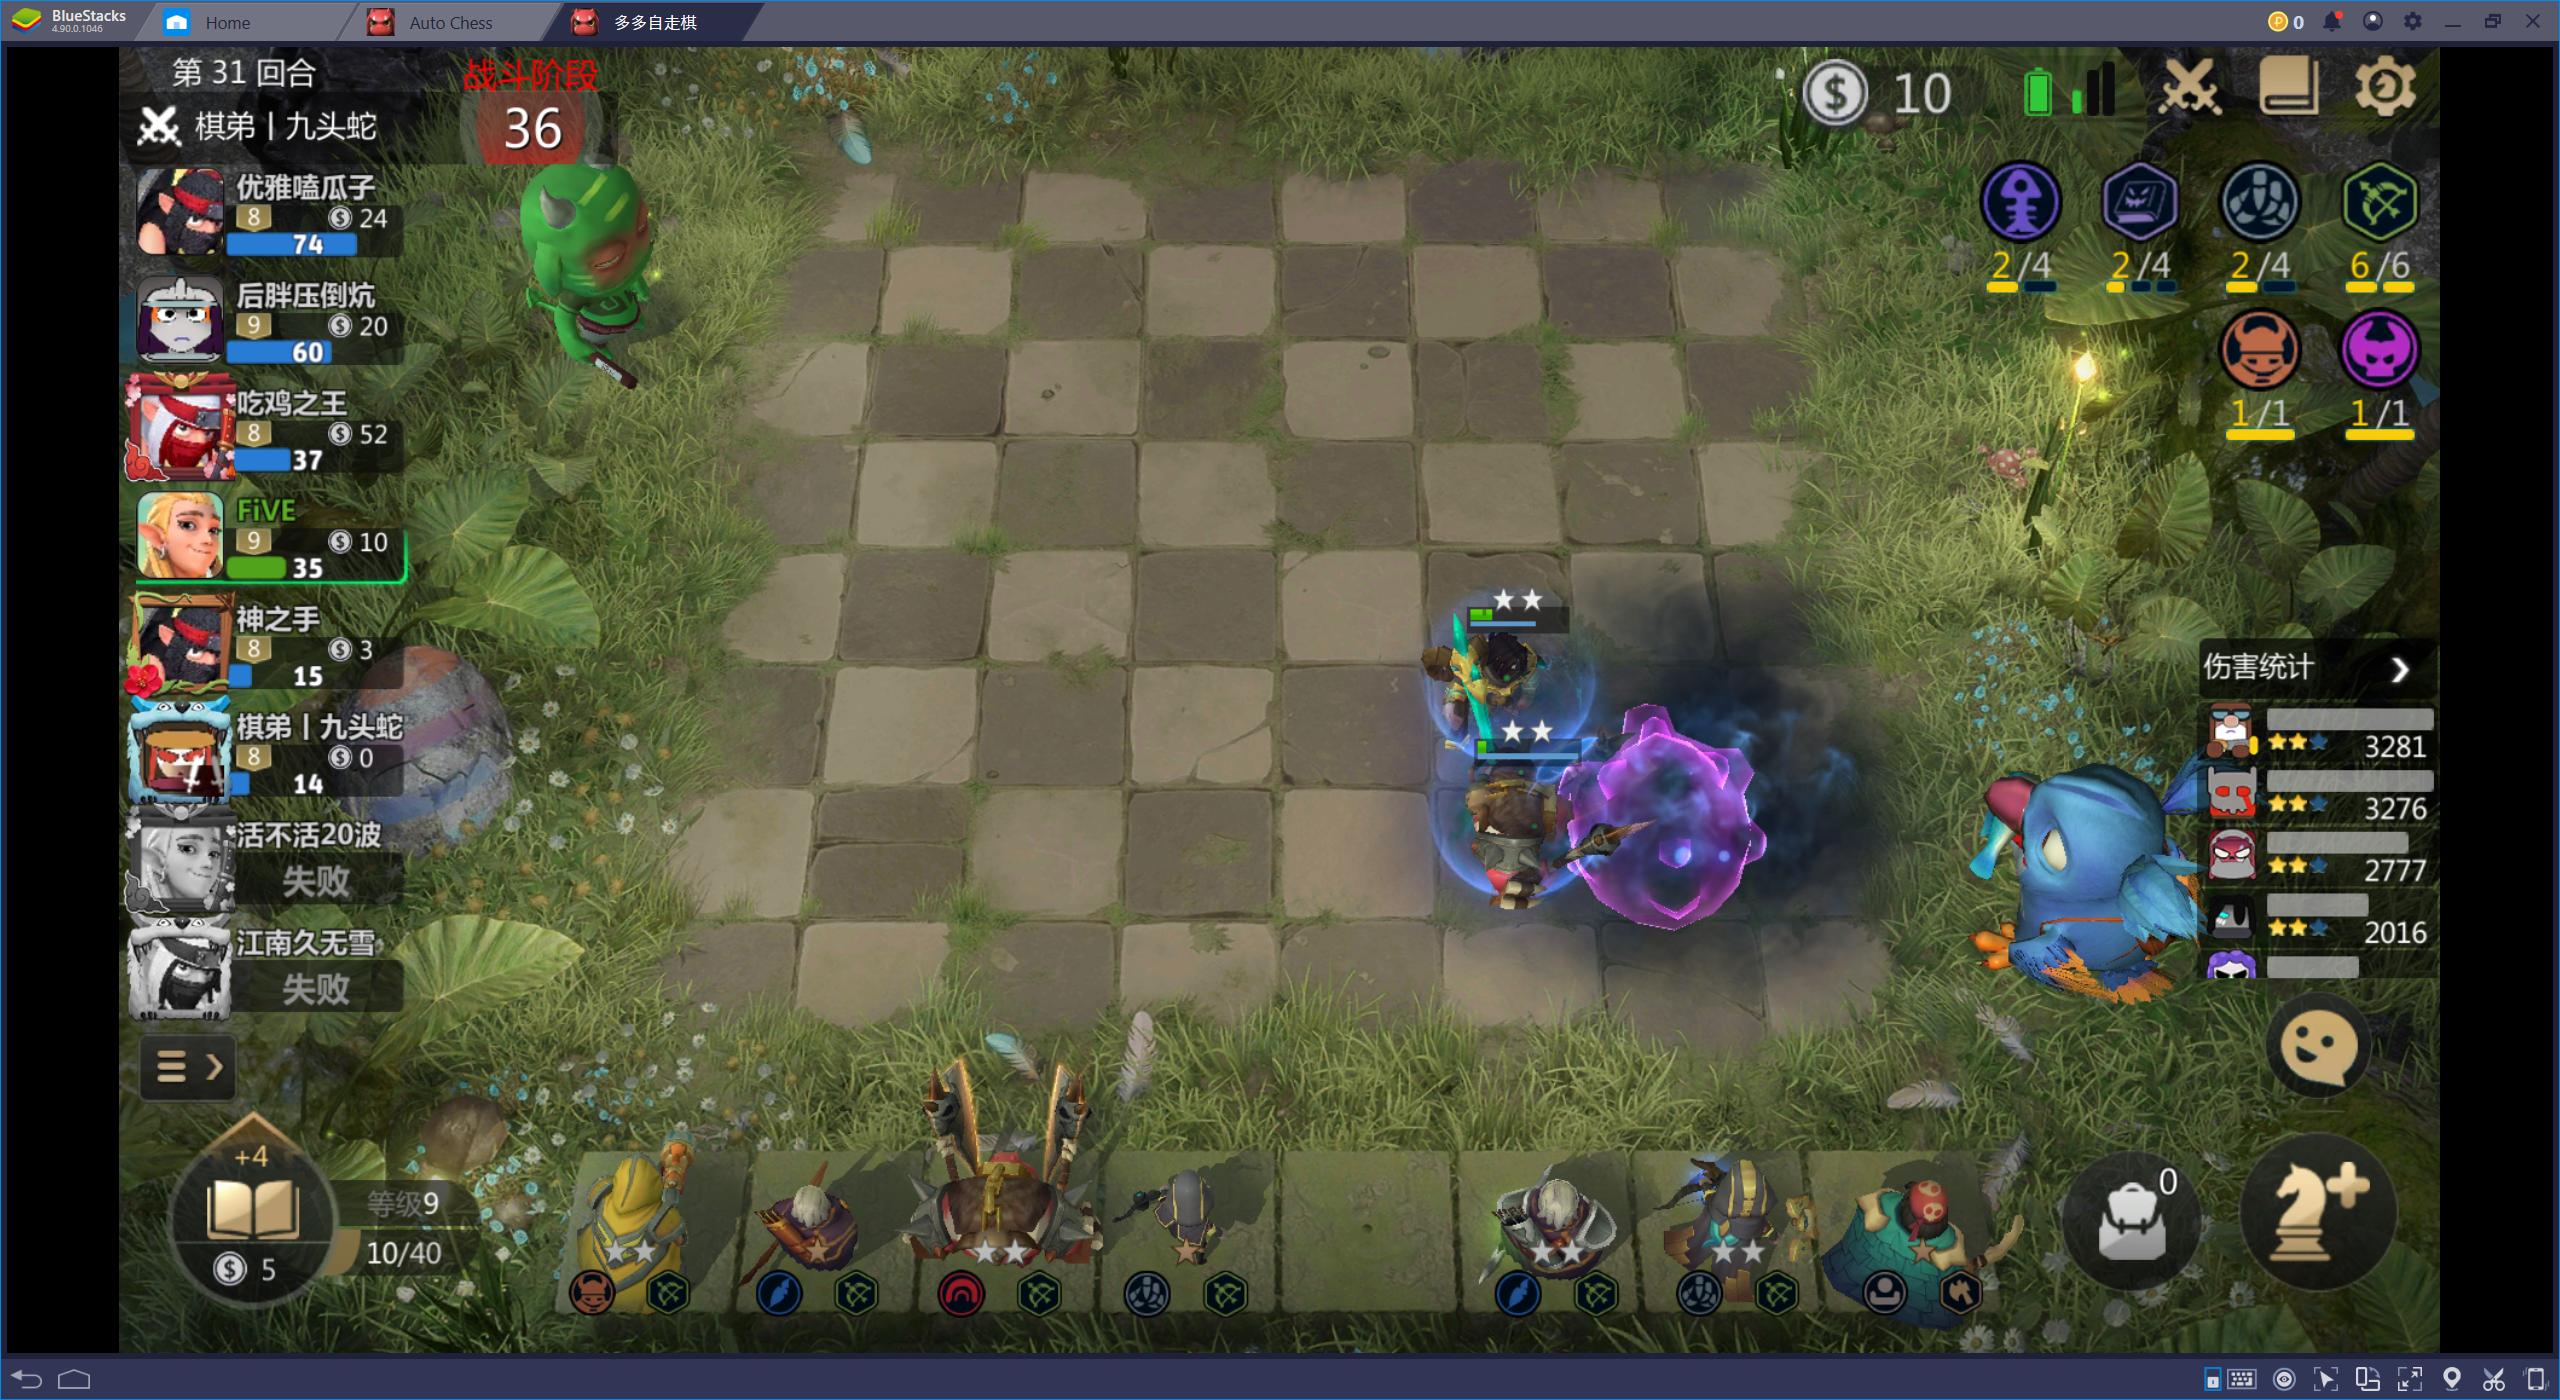 BlueStacks
4.90.0.1046
Home
Auto Chess
多多自走棋
0
第 31 回合
战斗阶段
棋弟丨九头蛇
36
10
优雅嗑瓜子
8 24
74
后胖压倒炕
9 20
60
吃鸡之王
8 52
37
FiVE
9 10
35
神之手
8 3
15
棋弟丨九头蛇
8 0
14
活不活20波
失败
江南久无雪
失败
2/4
2/4
2/4
6/6
1/1
1/1
伤害统计
3281
3276
2777
2016
+4
5
等级9
10/40
0